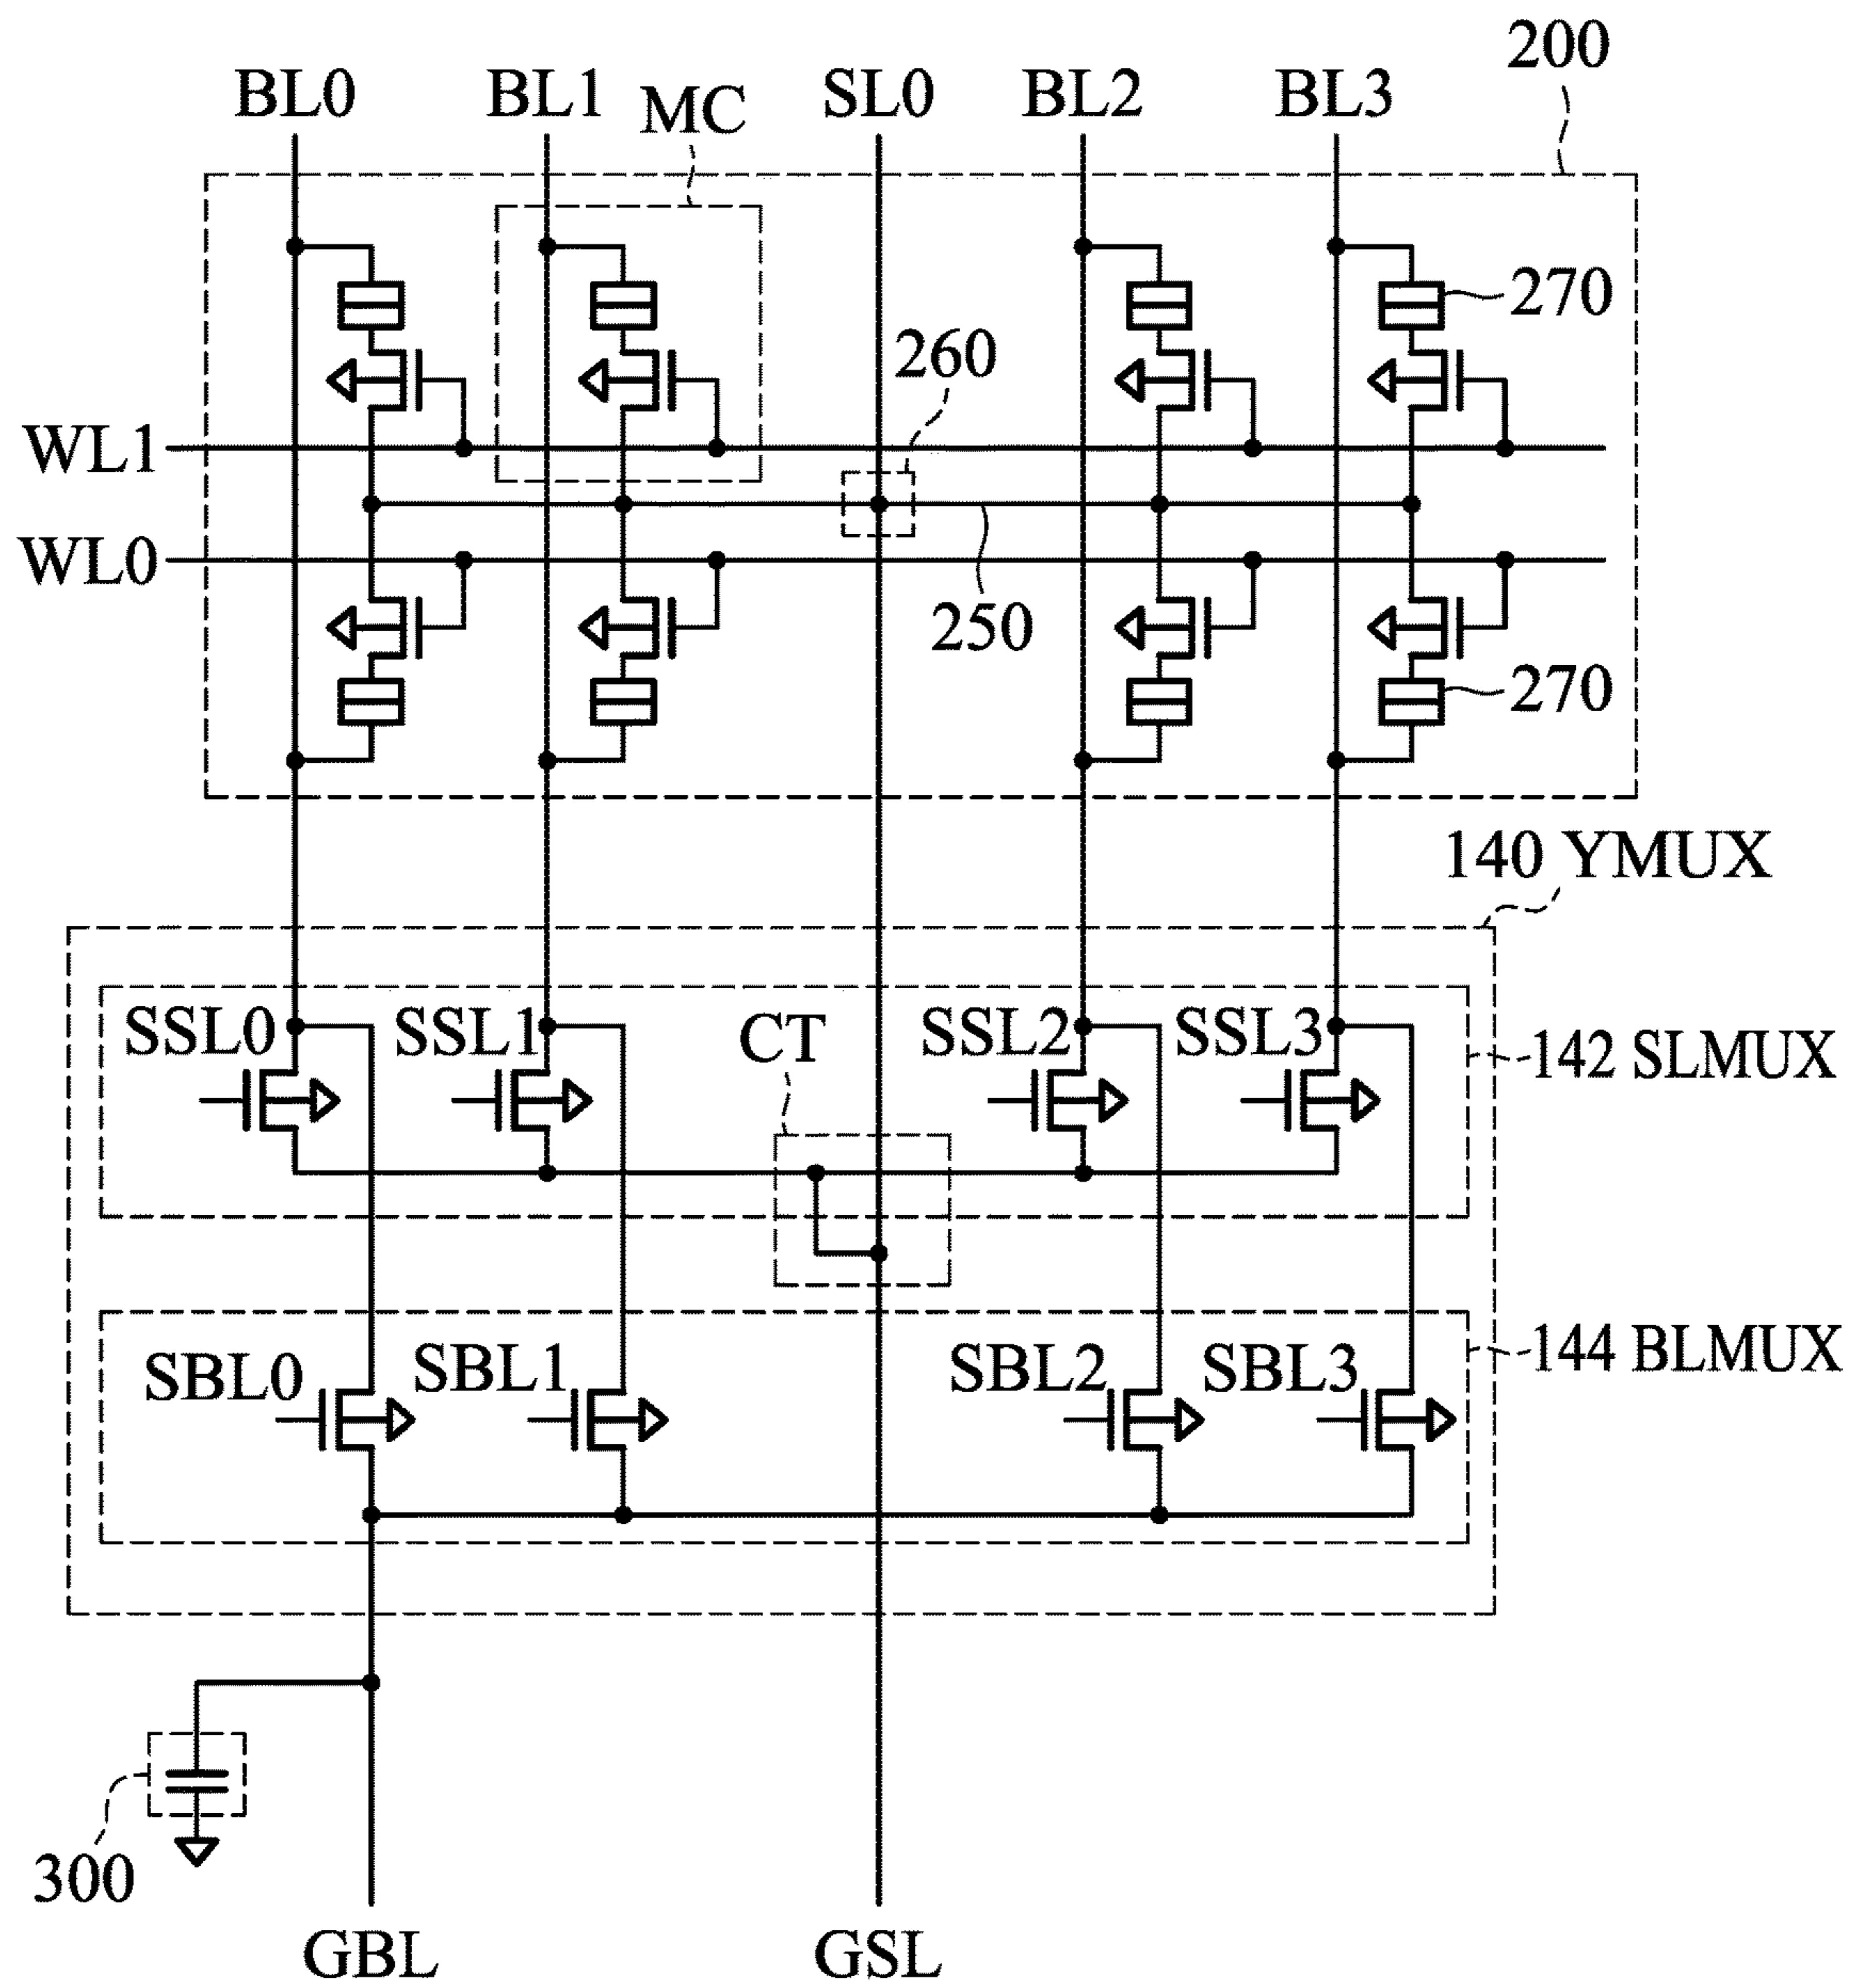 200
BL0 BL1 MC SL0 BL2 BL3
270
260
WL1
WL0
250
270
140 YMUX
SSL0 SSL1 CT SSL2 SSL3
142 SLMUX
SBL0 SBL1 SBL2 SBL3
144 BLMUX
300
GBL GSL